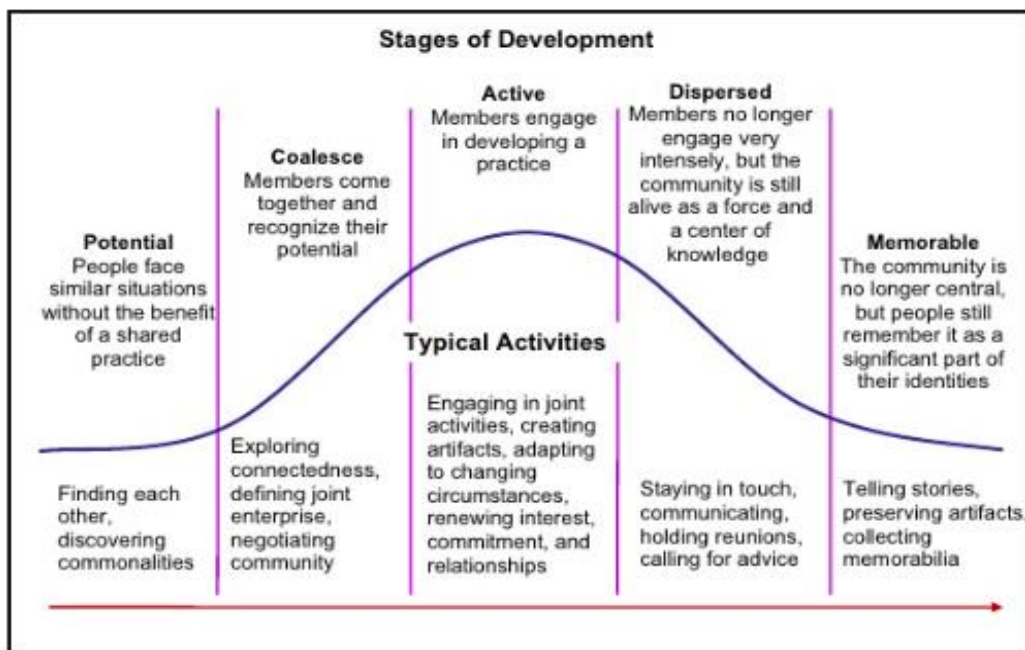 Stages of Development
Potential
People face
similar situations
without the benefit
of a shared
practice
Coalesce
Members come
together and
recognize their
potential
Active
Members engage
in developing a
practice
Dispersed
Members no longer
engage very
intensely, but the
community is still
alive as a force and
a center of
knowledge
Memorable
The community is
no longer central,
but people still
remember it as a
significant part of
their identities
Typical Activities
Finding each
other,
discovering
commonalities
Exploring
connectedness,
defining joint
enterprise,
negotiating
community
Engaging in joint
activities, creating
artifacts, adapting
to changing
circumstances,
renewing interest,
commitment, and
relationships
Staying in touch,
communicating,
holding reunions,
calling for advice
Telling stories,
preserving artifacts,
collecting
memorabilia